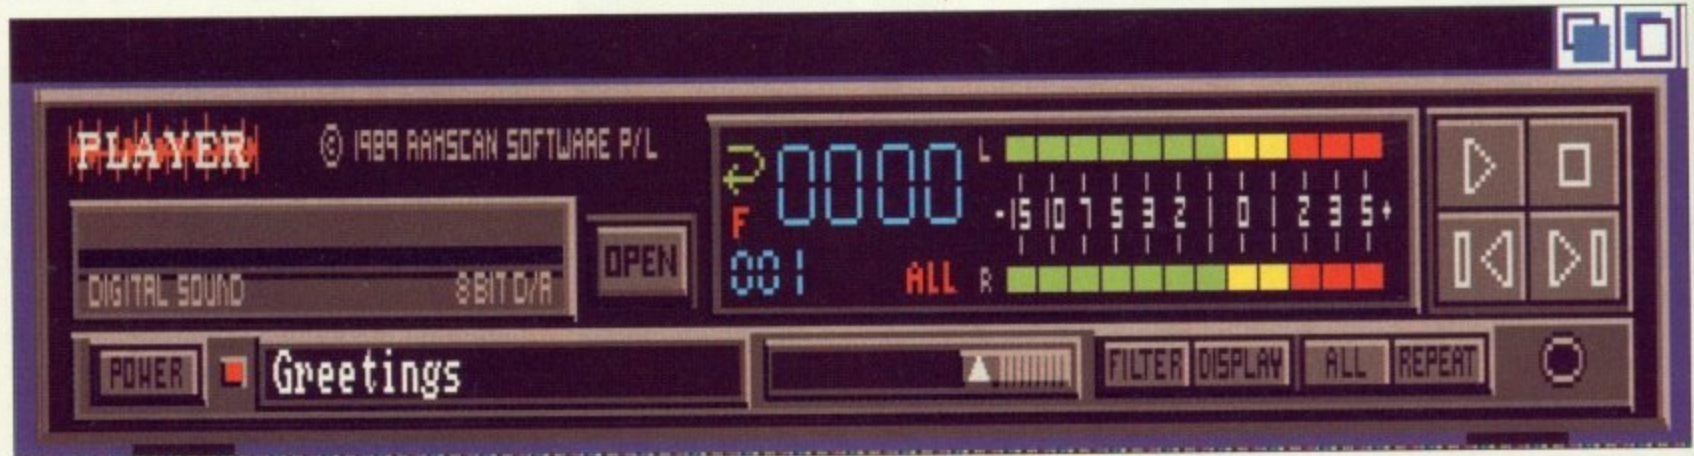 PLAYER
© 1989 RAMSCAN SOFTWARE P/L
DIGITAL SOUND 8 BIT D/A
OPEN
F
0000
001
ALL
L
-15 10 7 5 3 2 1 0 1 2 3 5+
R
POWER
Greetings
FILTER DISPLAY ALL REPEAT